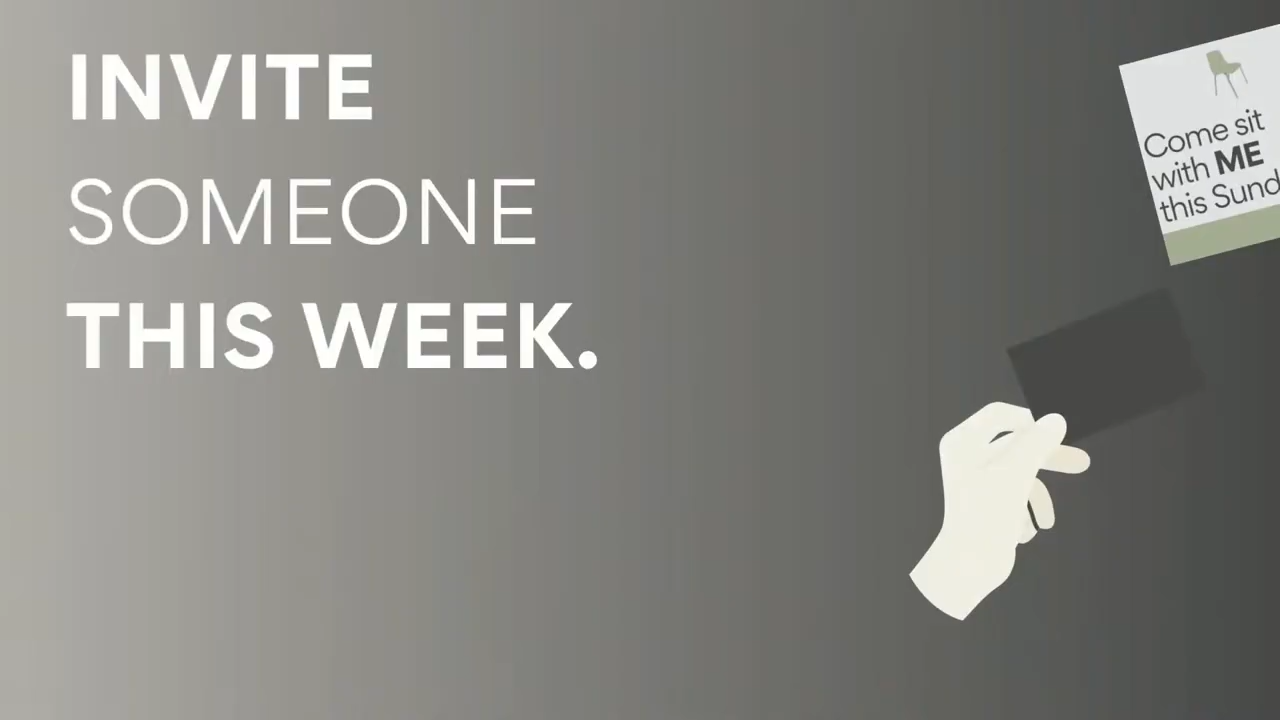 INVITE
SOMEONE
THIS WEEK.
Come sit
with ME
this Sund